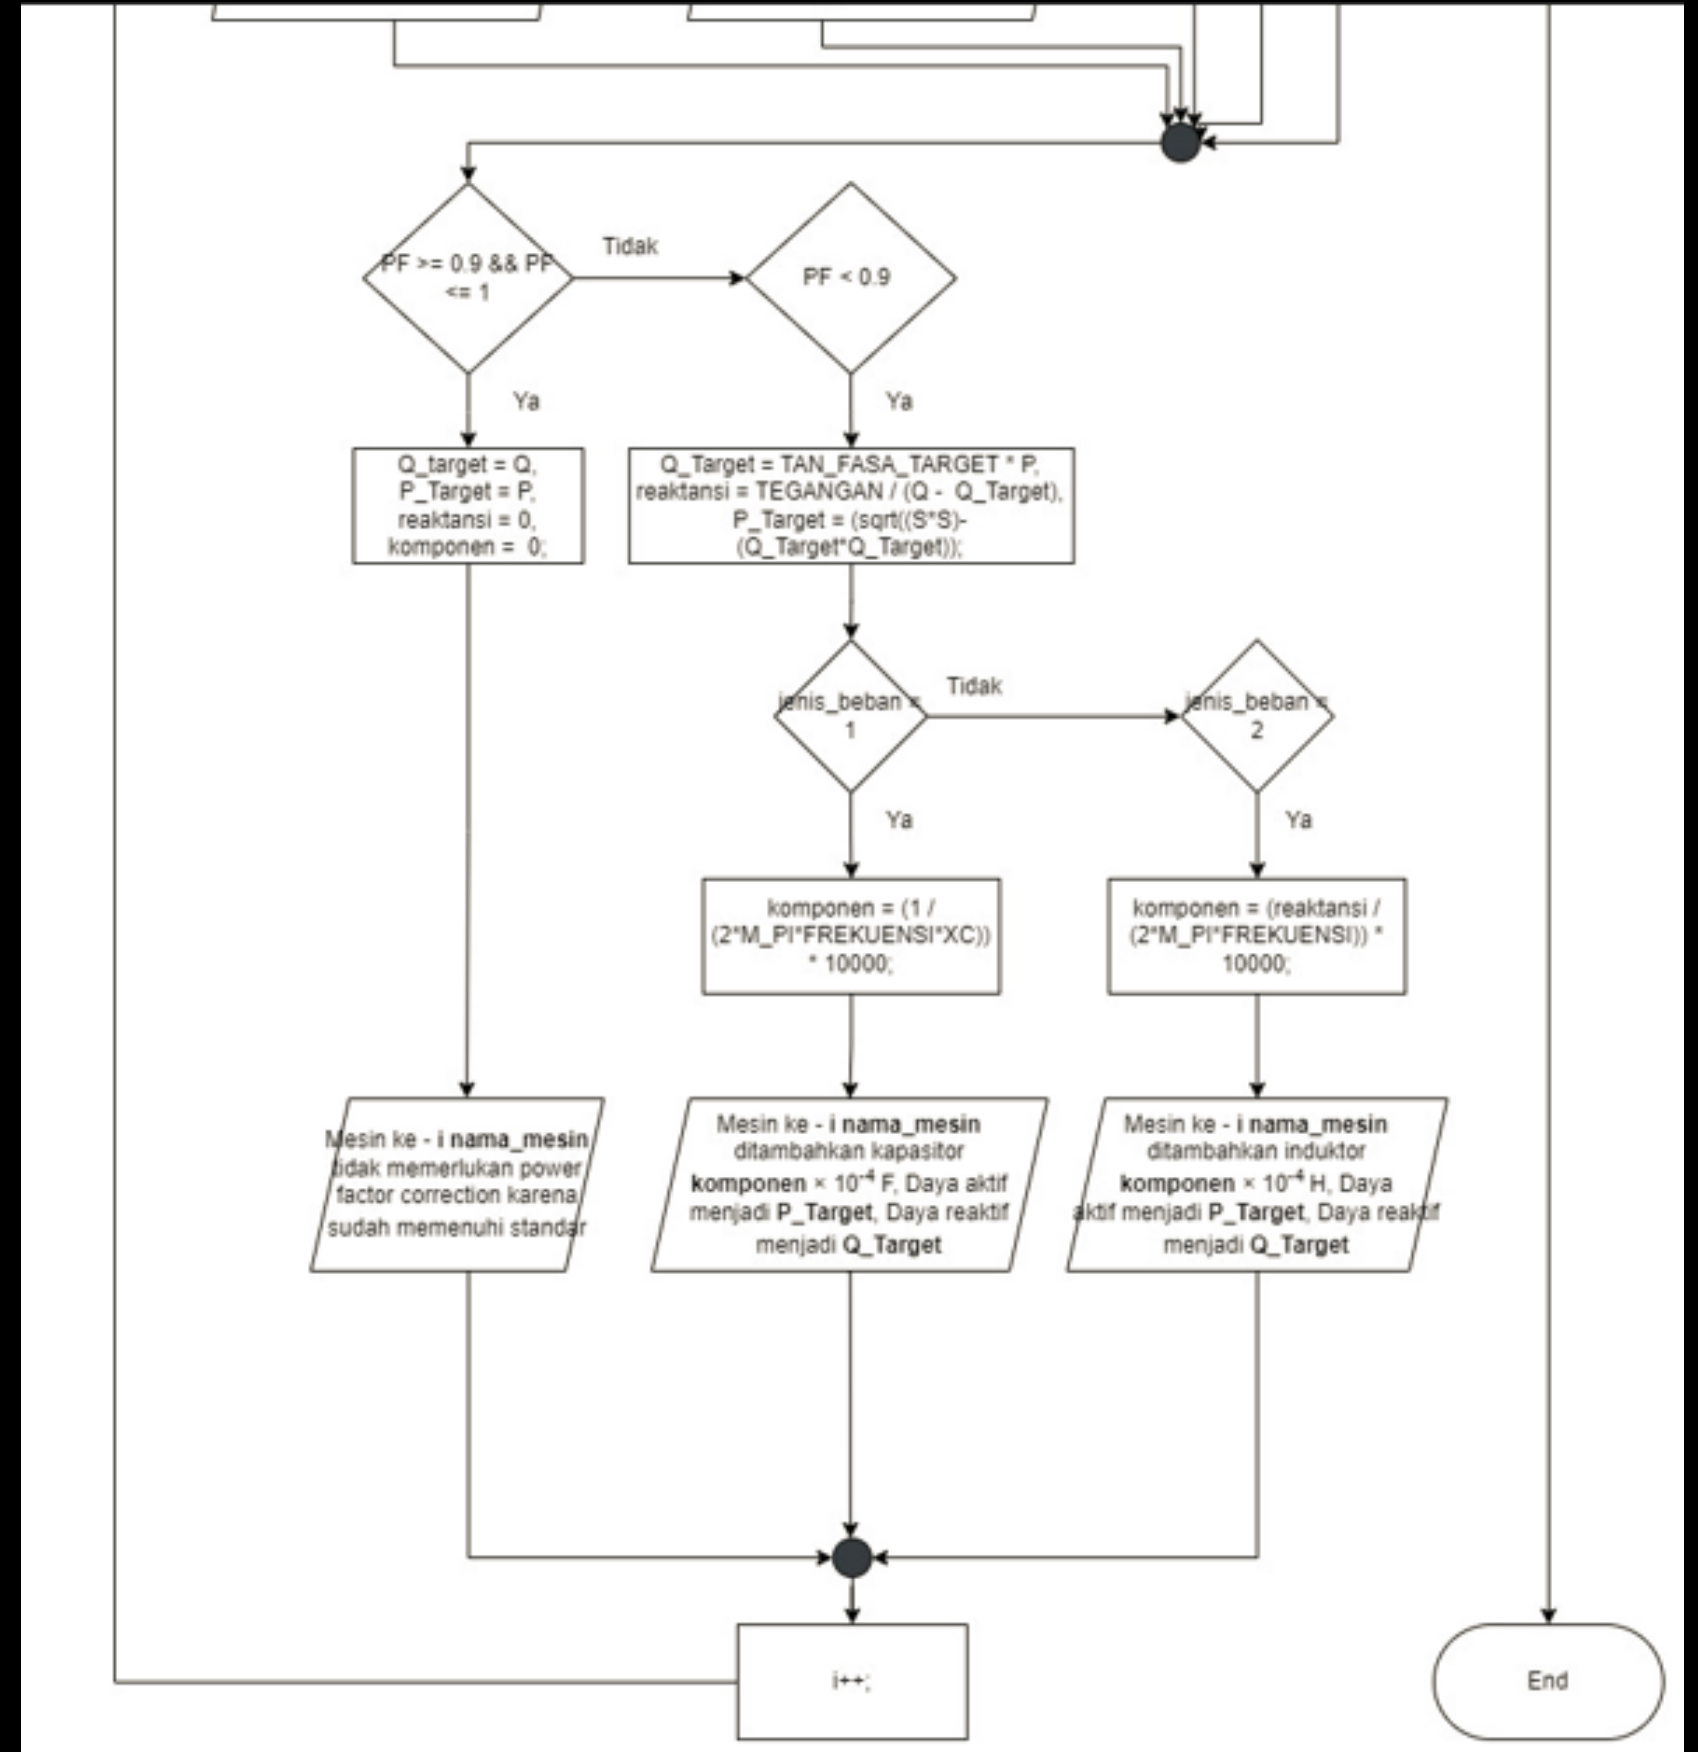 PF >= 0.9 && PF
<= 1
Tidak
PF < 0.9
Ya
Ya
Q_target = Q,
P_Target = P,
reaktansi = 0,
komponen =  0;
Q_Target = TAN_FASA_TARGET * P,
reaktansi = TEGANGAN / (Q -  Q_Target),
P_Target = (sqrt((S*S)-
(Q_Target*Q_Target));
jenis_beban =
1
Tidak
jenis_beban =
2
Ya
Ya
komponen = (1 /
(2*M_PI*FREKUENSI*XC))
* 10000;
komponen = (reaktansi /
(2*M_PI*FREKUENSI)) *
10000;
Mesin ke - i nama_mesin
tidak memerlukan power
factor correction karena
sudah memenuhi standar
Mesin ke - i nama_mesin
ditambahkan kapasitor
komponen × 10⁻⁴ F, Daya aktif
menjadi P_Target, Daya reaktif
menjadi Q_Target
Mesin ke - i nama_mesin
ditambahkan induktor
komponen × 10⁻⁴ H, Daya
aktif menjadi P_Target, Daya reaktif
menjadi Q_Target
i++;
End